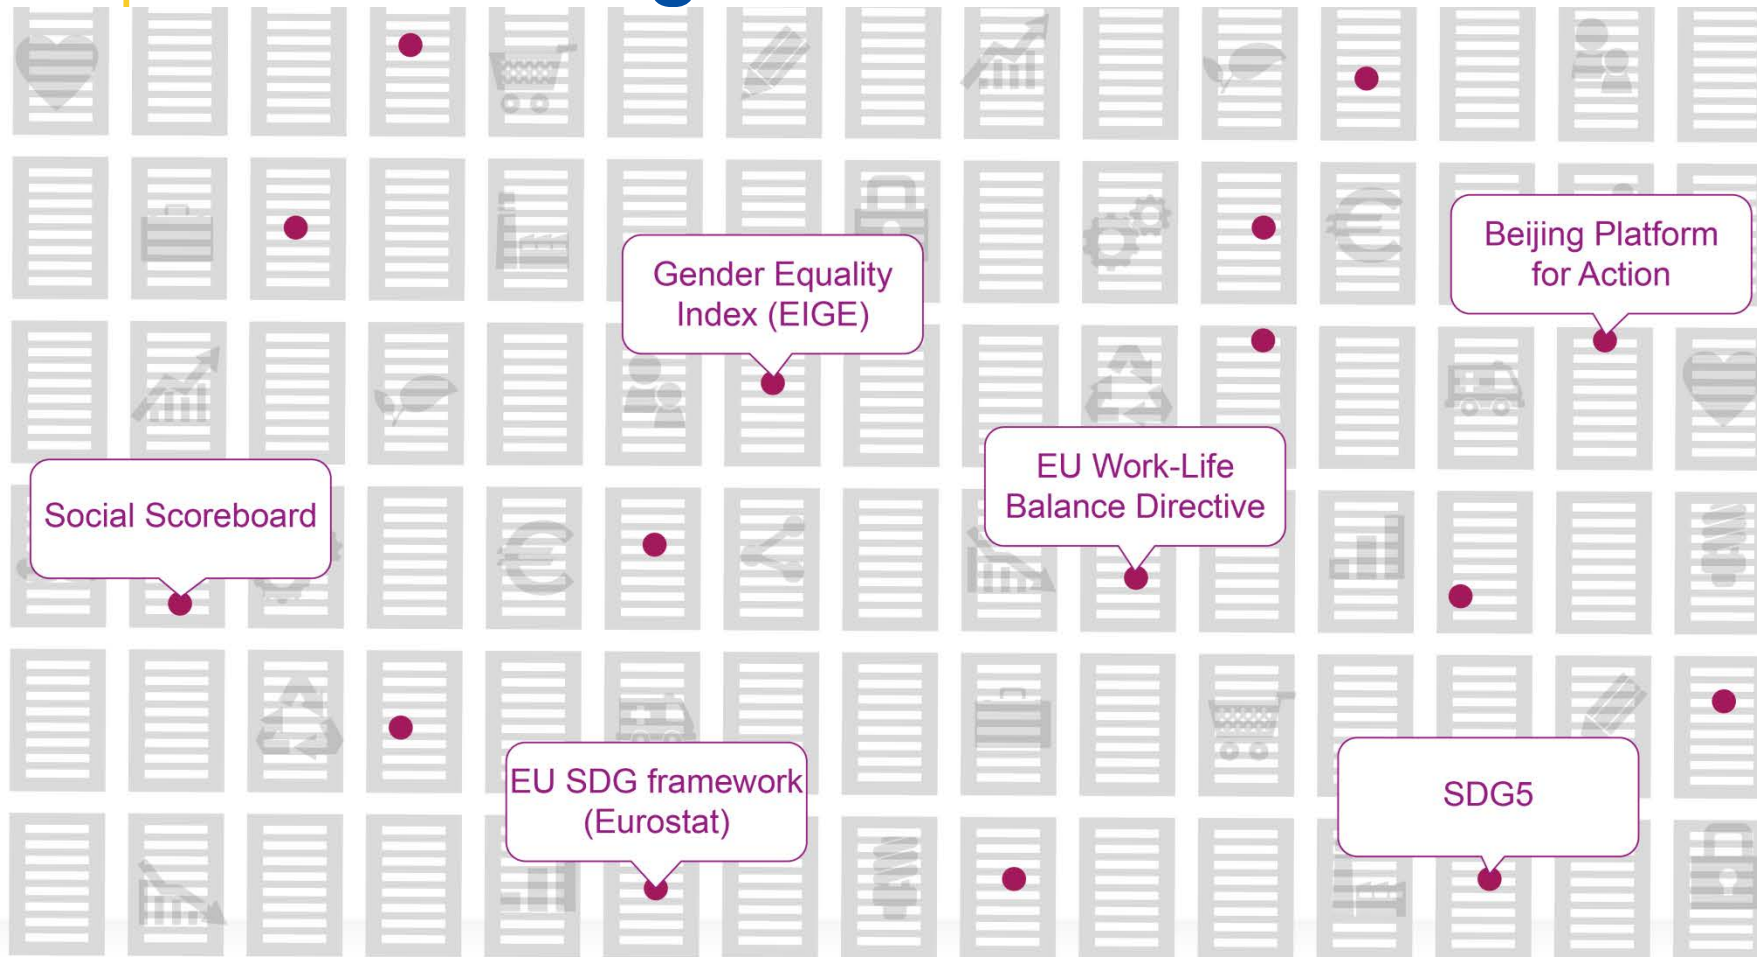 Beijing Platform
for Action
Gender Equality
Index (EIGE)
EU Work-Life
Balance Directive
Social Scoreboard
EU SDG framework
(Eurostat)
SDG5